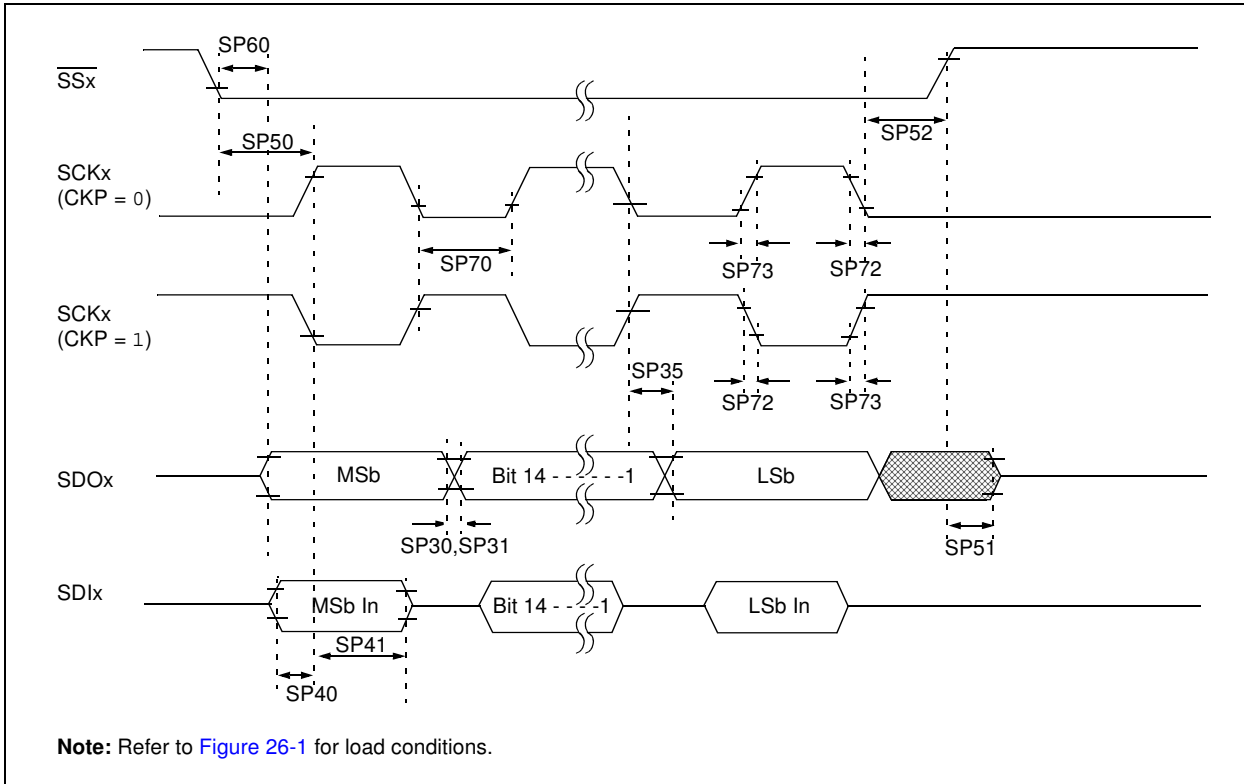 SP60
SSx
SP50
SP52
SCKx
(CKP = 0)
SP70
SP73
SP72
SCKx
(CKP = 1)
SP35
SP72
SP73
SDOx
MSb
Bit 14 - - - - - -1
LSb
SP30,SP31
SP51
SDIx
MSb In
Bit 14 - - - -1
LSb In
SP41
SP40
Note: Refer to Figure 26-1 for load conditions.